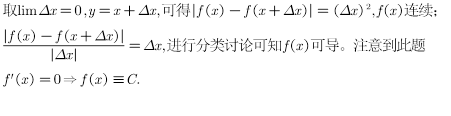 取lim Δx = 0 , y = x + Δx, 可得|f(x) − f(x + Δx)| = (Δx)², f(x)连续;
|f(x) − f(x + Δx)| / |Δx| = Δx, 进行分类讨论可知f(x)可导。注意到此题
f′(x) = 0 ⇒ f(x) ≡ C.